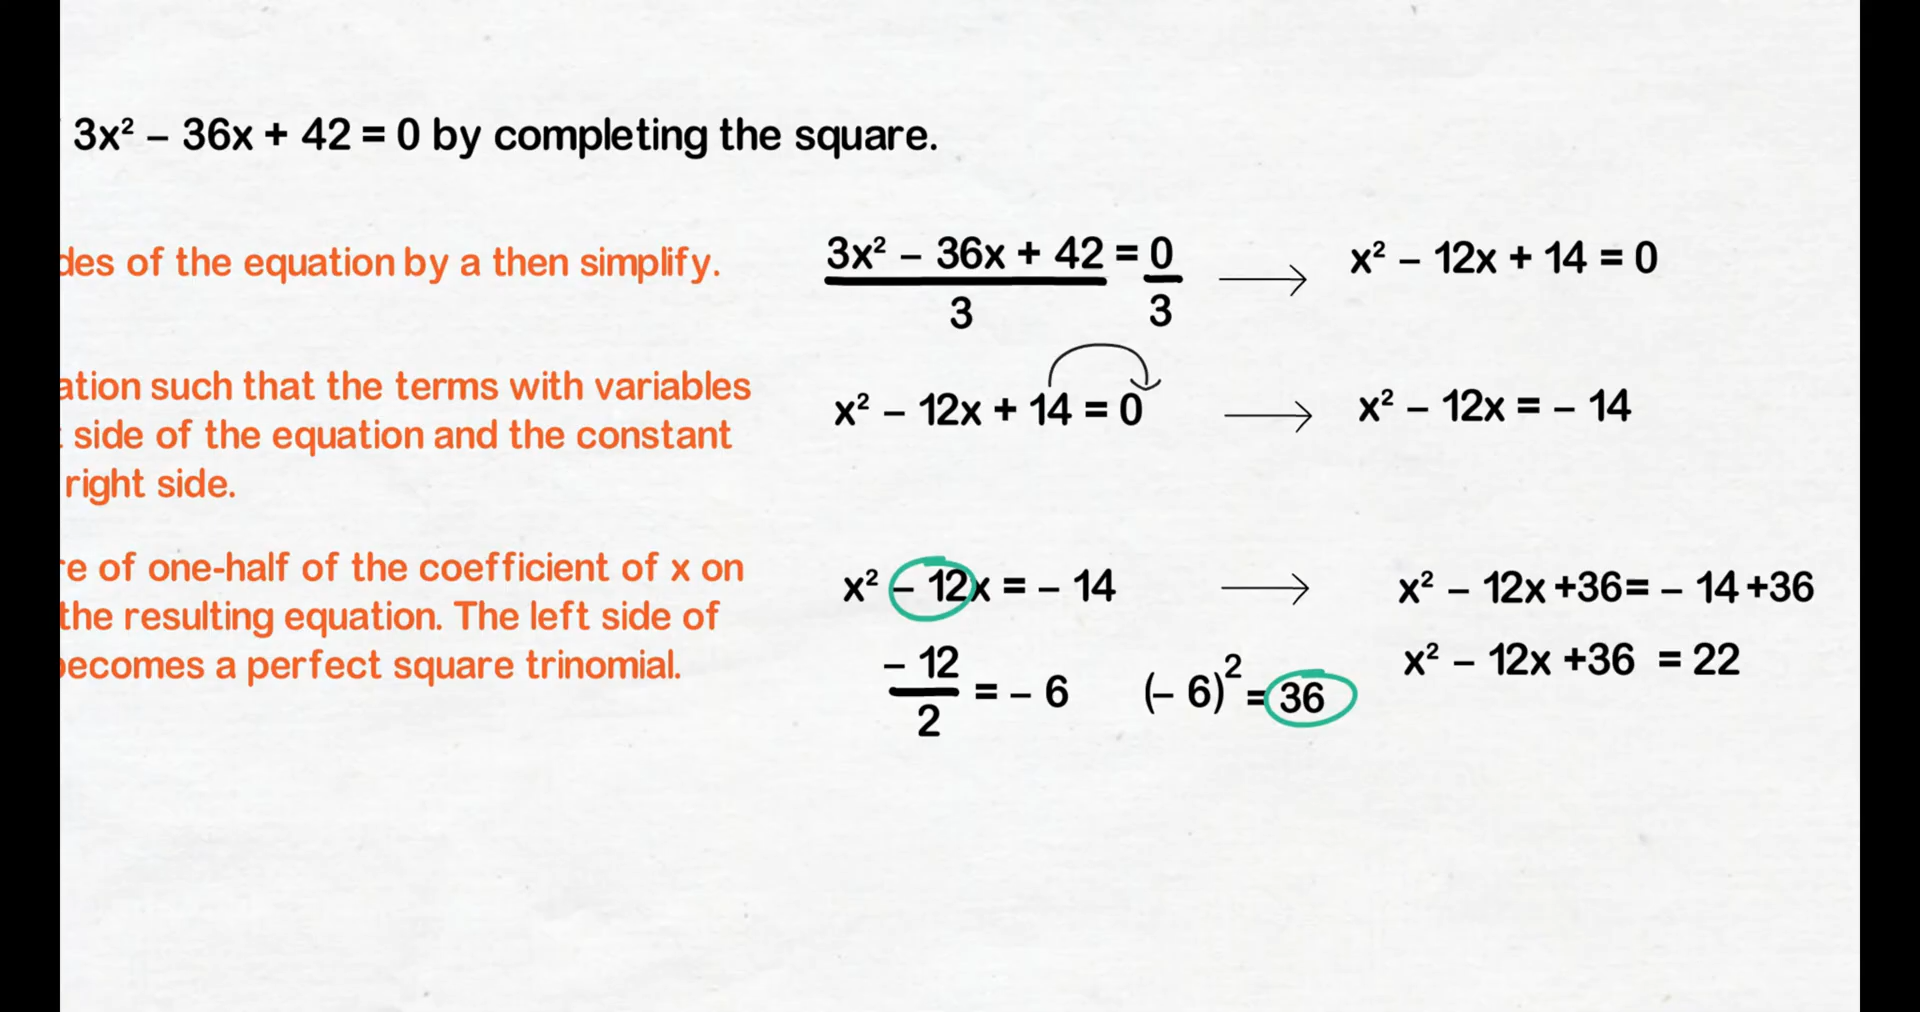 3x² – 36x + 42 = 0 by completing the square.
des of the equation by a then simplify.
3x² – 36x + 42 = 0
3 3
x² – 12x + 14 = 0
ation such that the terms with variables
side of the equation and the constant
right side.
x² – 12x + 14 = 0
x² – 12x = – 14
re of one-half of the coefficient of x on
the resulting equation. The left side of
becomes a perfect square trinomial.
x² – 12x = – 14
– 12
2
= – 6
(– 6)² = 36
x² – 12x +36= – 14 +36
x² – 12x +36 = 22